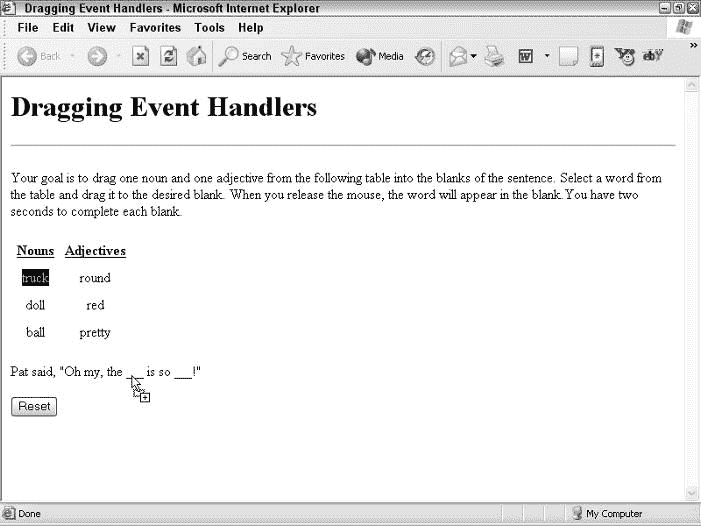 Dragging Event Handlers - Microsoft Internet Explorer
File Edit View Favorites Tools Help
Back Search Favorites Media W ebY »
Dragging Event Handlers
Your goal is to drag one noun and one adjective from the following table into the blanks of the sentence. Select a word from
the table and drag it to the desired blank. When you release the mouse, the word will appear in the blank.You have two
seconds to complete each blank.
Nouns Adjectives
truck round
doll red
ball pretty
Pat said, "Oh my, the ___ is so ___!"
Reset
Done My Computer